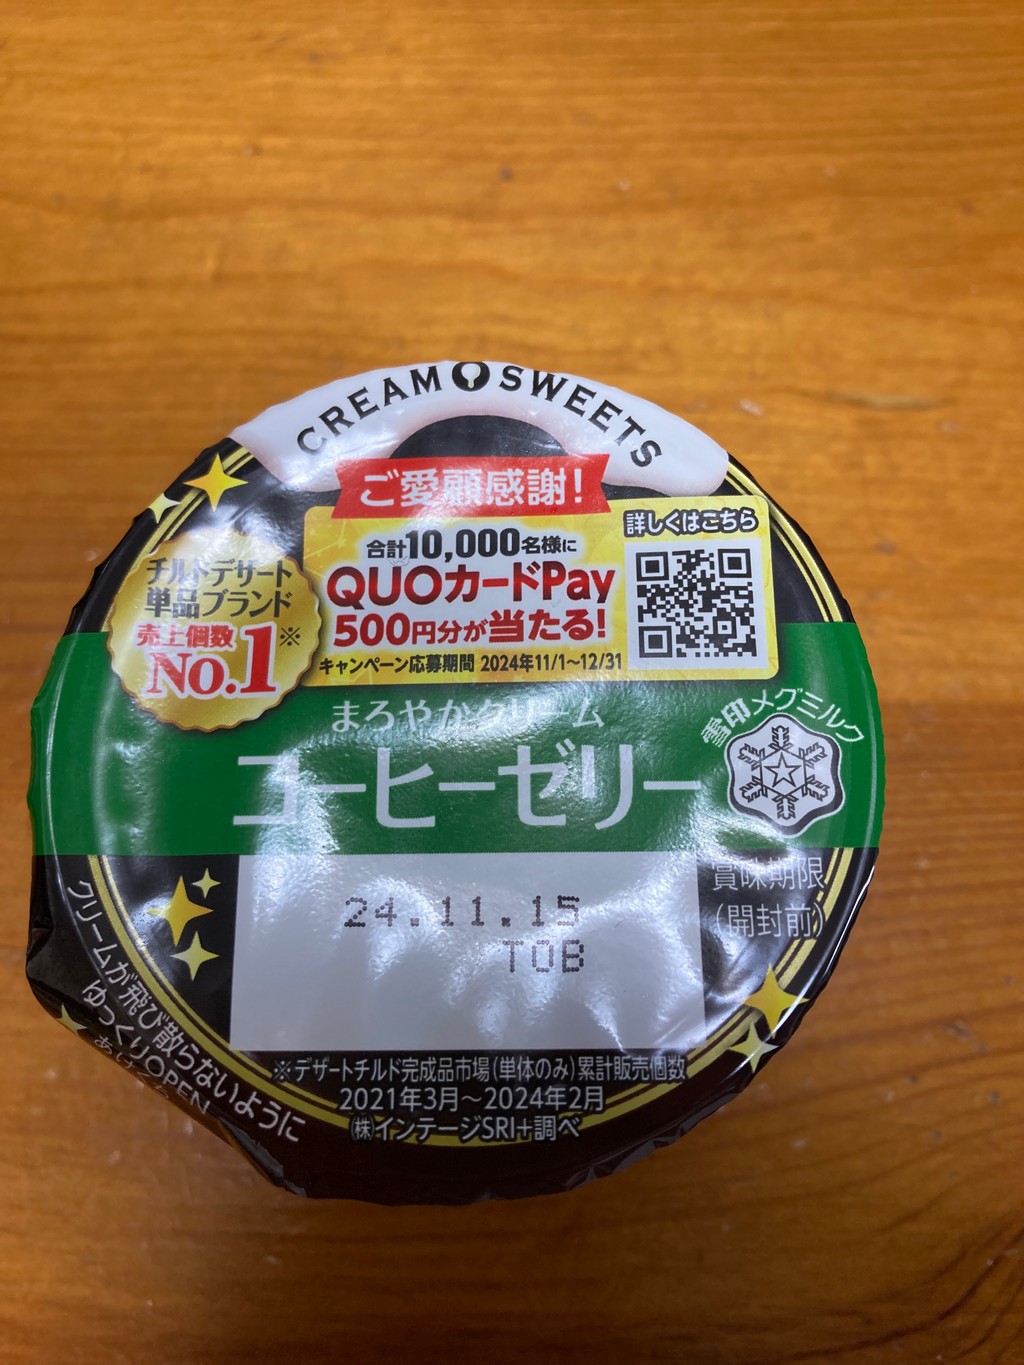 CREAM SWEETS
ご愛顧感謝!
合計10,000名様に
QUOカードPay
500円分が当たる!
キャンペーン応募期間 2024年11/1〜12/31
詳しくはこちら
チルドデザート
単品ブランド
売上個数
No.1※
まろやかクリーム
コーヒーゼリー
雪印メグミルク
賞味期限
(開封前)
24.11.15
TOB
クリームが飛び散らないように
ゆっくりOPEN
※デザートチルド完成品市場(単体のみ)累計販売個数
2021年3月〜2024年2月
㈱インテージSRI+調べ